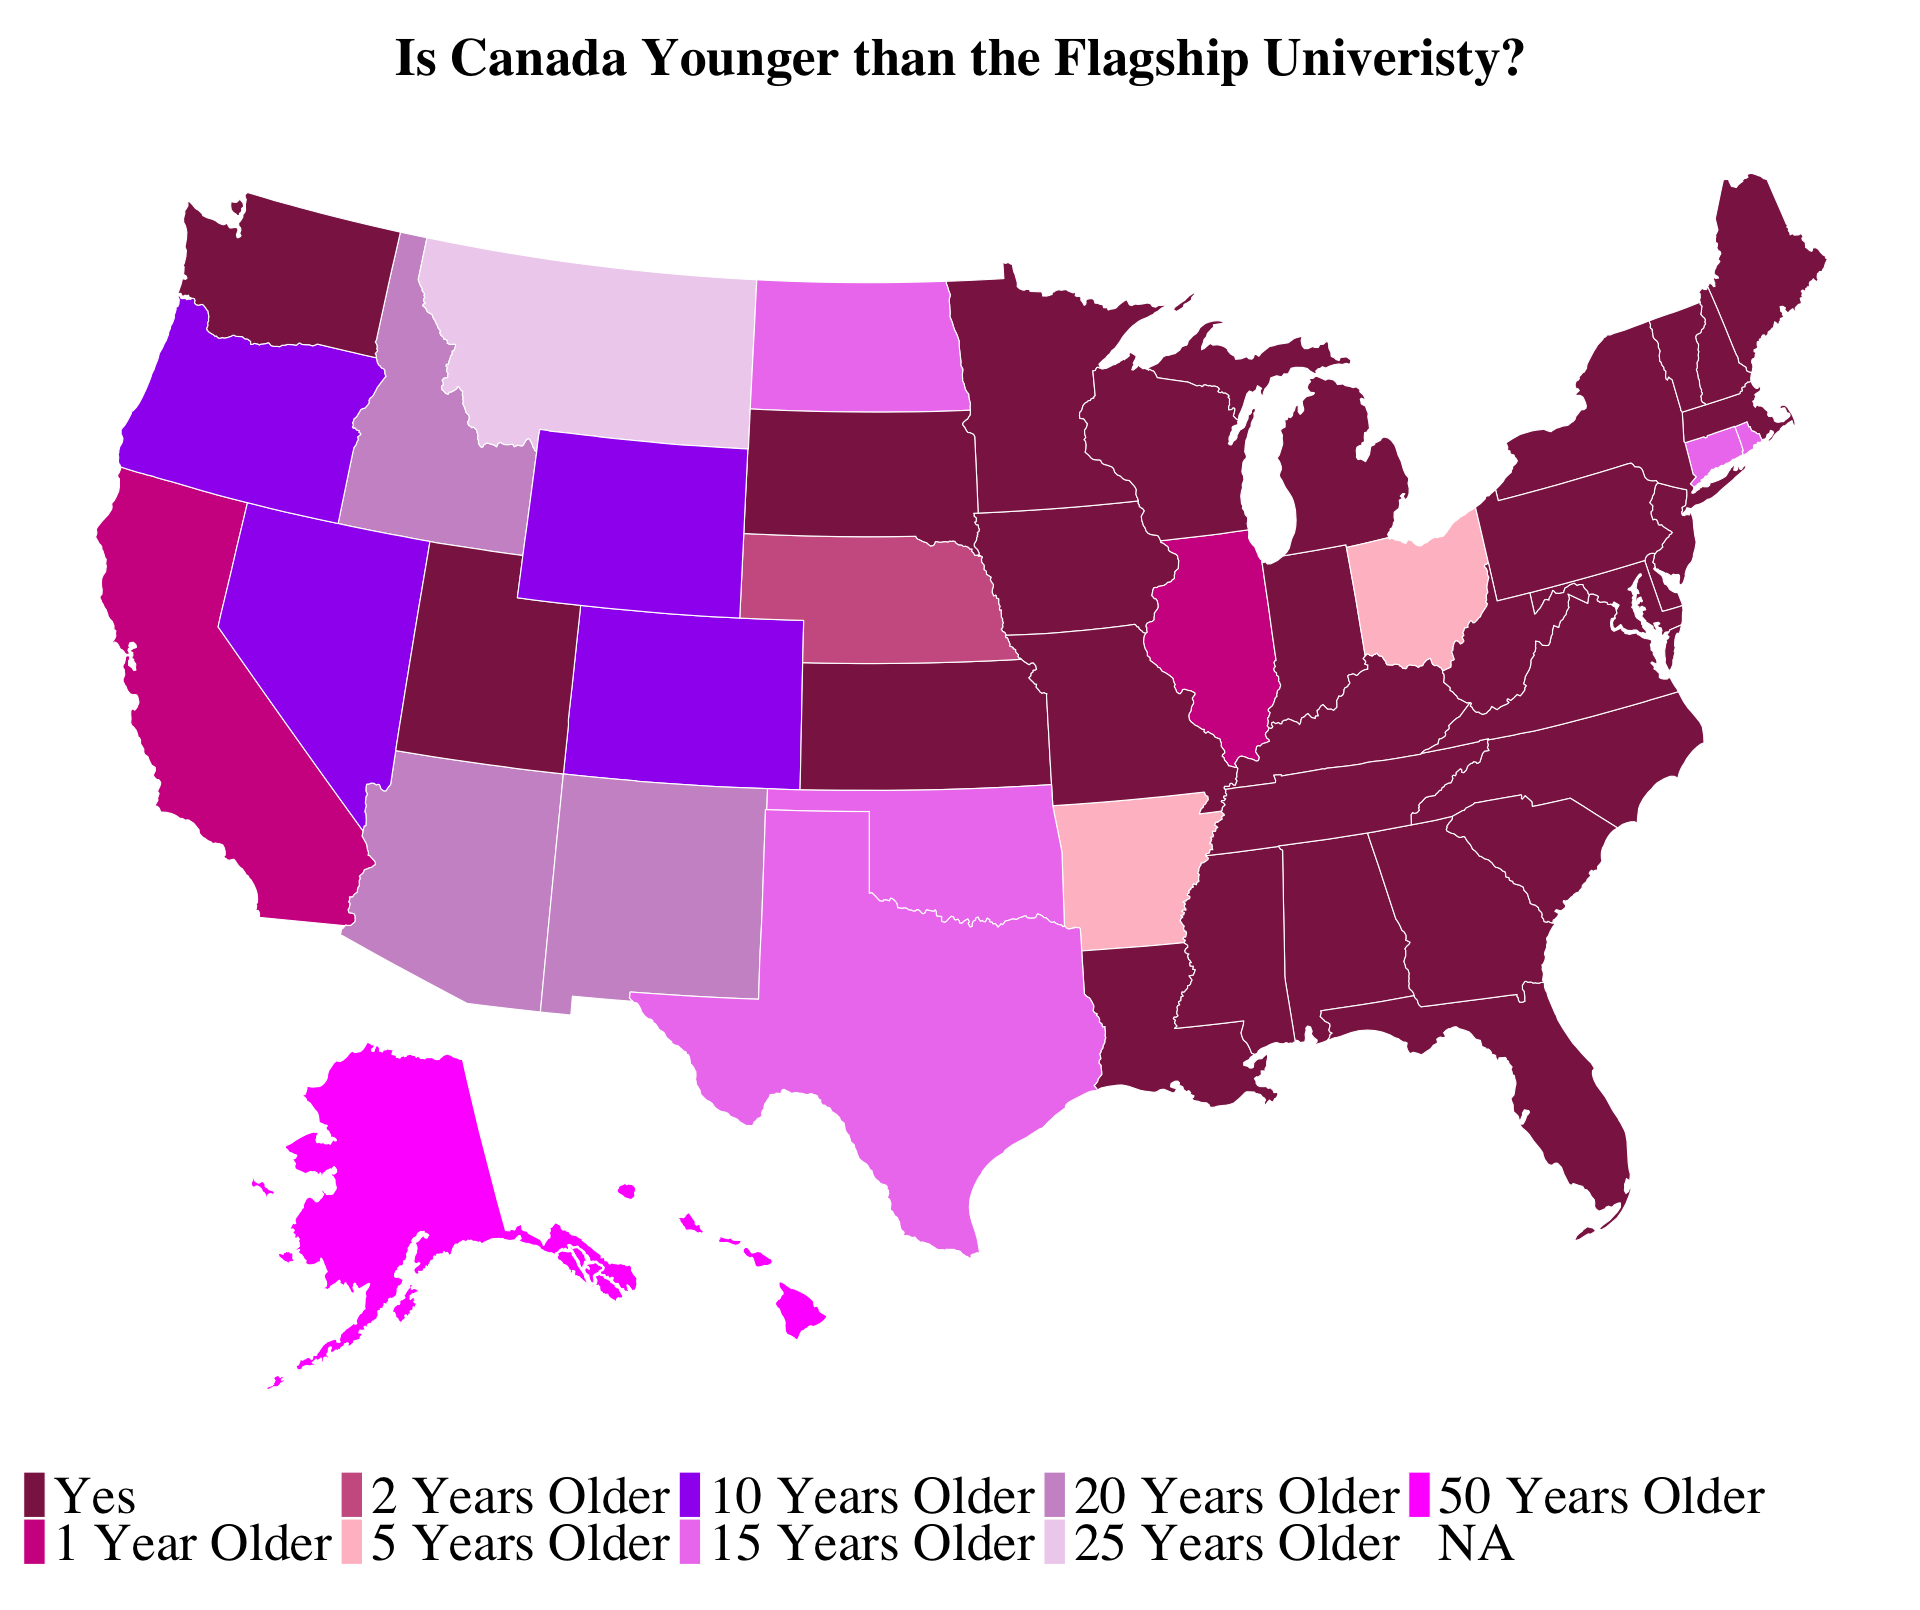 Is Canada Younger than the Flagship Univeristy?
Yes 2 Years Older 10 Years Older 20 Years Older 50 Years Older
1 Year Older 5 Years Older 15 Years Older 25 Years Older NA